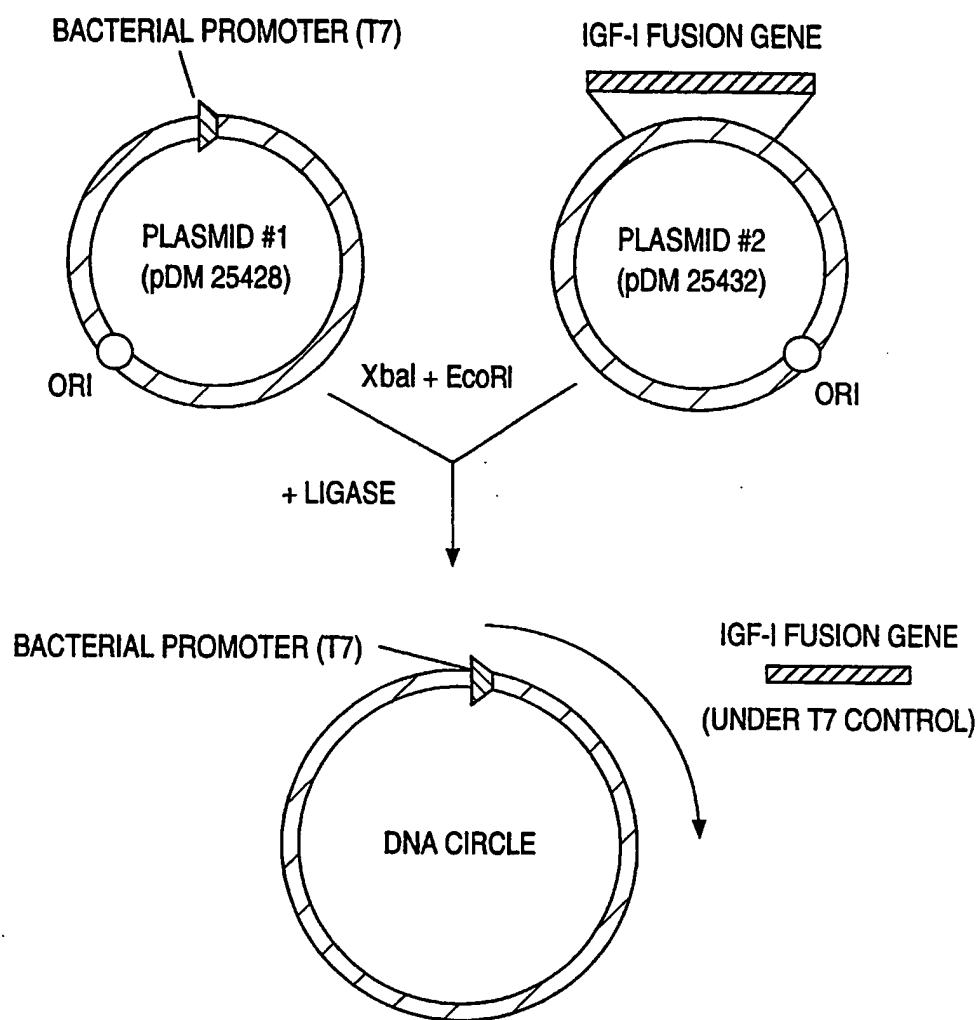 BACTERIAL PROMOTER (T7)
IGF-I FUSION GENE
PLASMID #1
(pDM 25428)
ORI
PLASMID #2
(pDM 25432)
ORI
XbaI + EcoRI
+ LIGASE
BACTERIAL PROMOTER (T7)
IGF-I FUSION GENE
(UNDER T7 CONTROL)
DNA CIRCLE